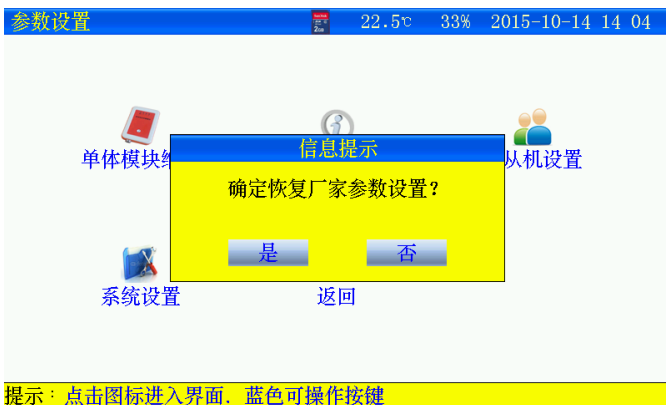 参数设置 22.5℃ 33% 2015-10-14 14 04
信息提示
单体模块 从机设置
确定恢复厂家参数设置?
是 否
系统设置 返回
提示:点击图标进入界面. 蓝色可操作按键